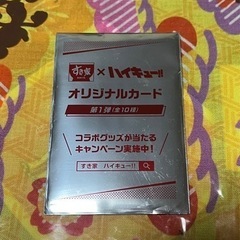 すき家 × ハイキュー!!
オリジナルカード
第1弾(全10種)
コラボグッズが当たる
キャンペーン実施中!
すき家 ハイキュー!!